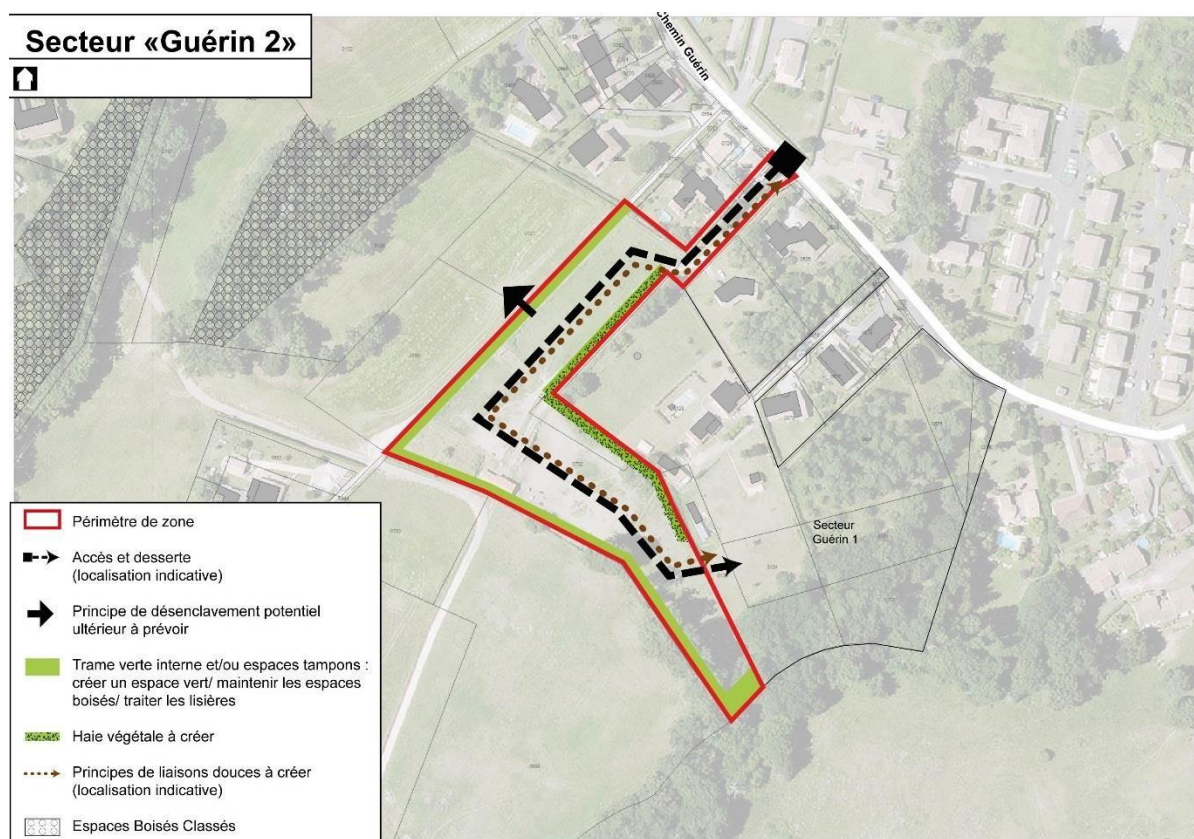 Secteur «Guérin 2»
Chemin Guérin
Secteur
Guérin 1
Périmètre de zone
Accès et desserte
(localisation indicative)
Principe de désenclavement potentiel
ultérieur à prévoir
Trame verte interne et/ou espaces tampons :
créer un espace vert/ maintenir les espaces
boisés/ traiter les lisières
Haie végétale à créer
Principes de liaisons douces à créer
(localisation indicative)
Espaces Boisés Classés